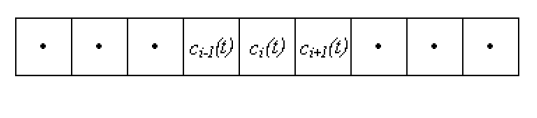 • • • c_{i-1}(t) c_i(t) c_{i+1}(t) • • •